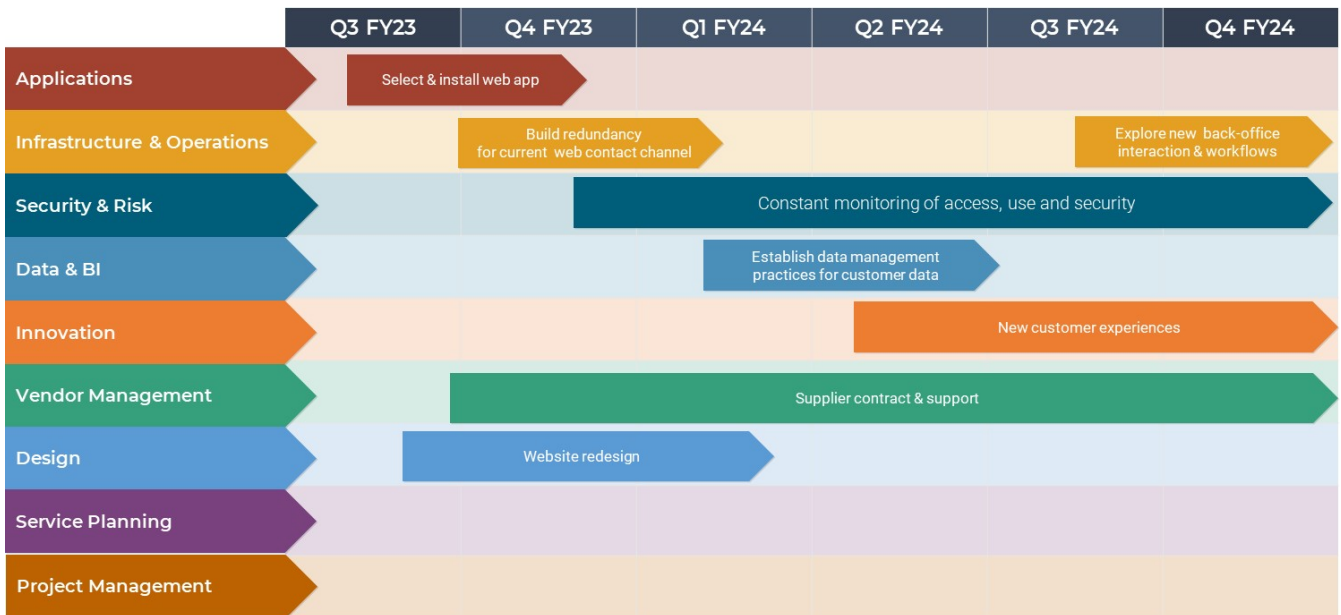 Q3 FY23
Q4 FY23
Q1 FY24
Q2 FY24
Q3 FY24
Q4 FY24
Applications
Select & install web app
Infrastructure & Operations
Build redundancy
for current web contact channel
Explore new back-office
interaction & workflows
Security & Risk
Constant monitoring of access, use and security
Data & BI
Establish data management
practices for customer data
Innovation
New customer experiences
Vendor Management
Supplier contract & support
Design
Website redesign
Service Planning
Project Management